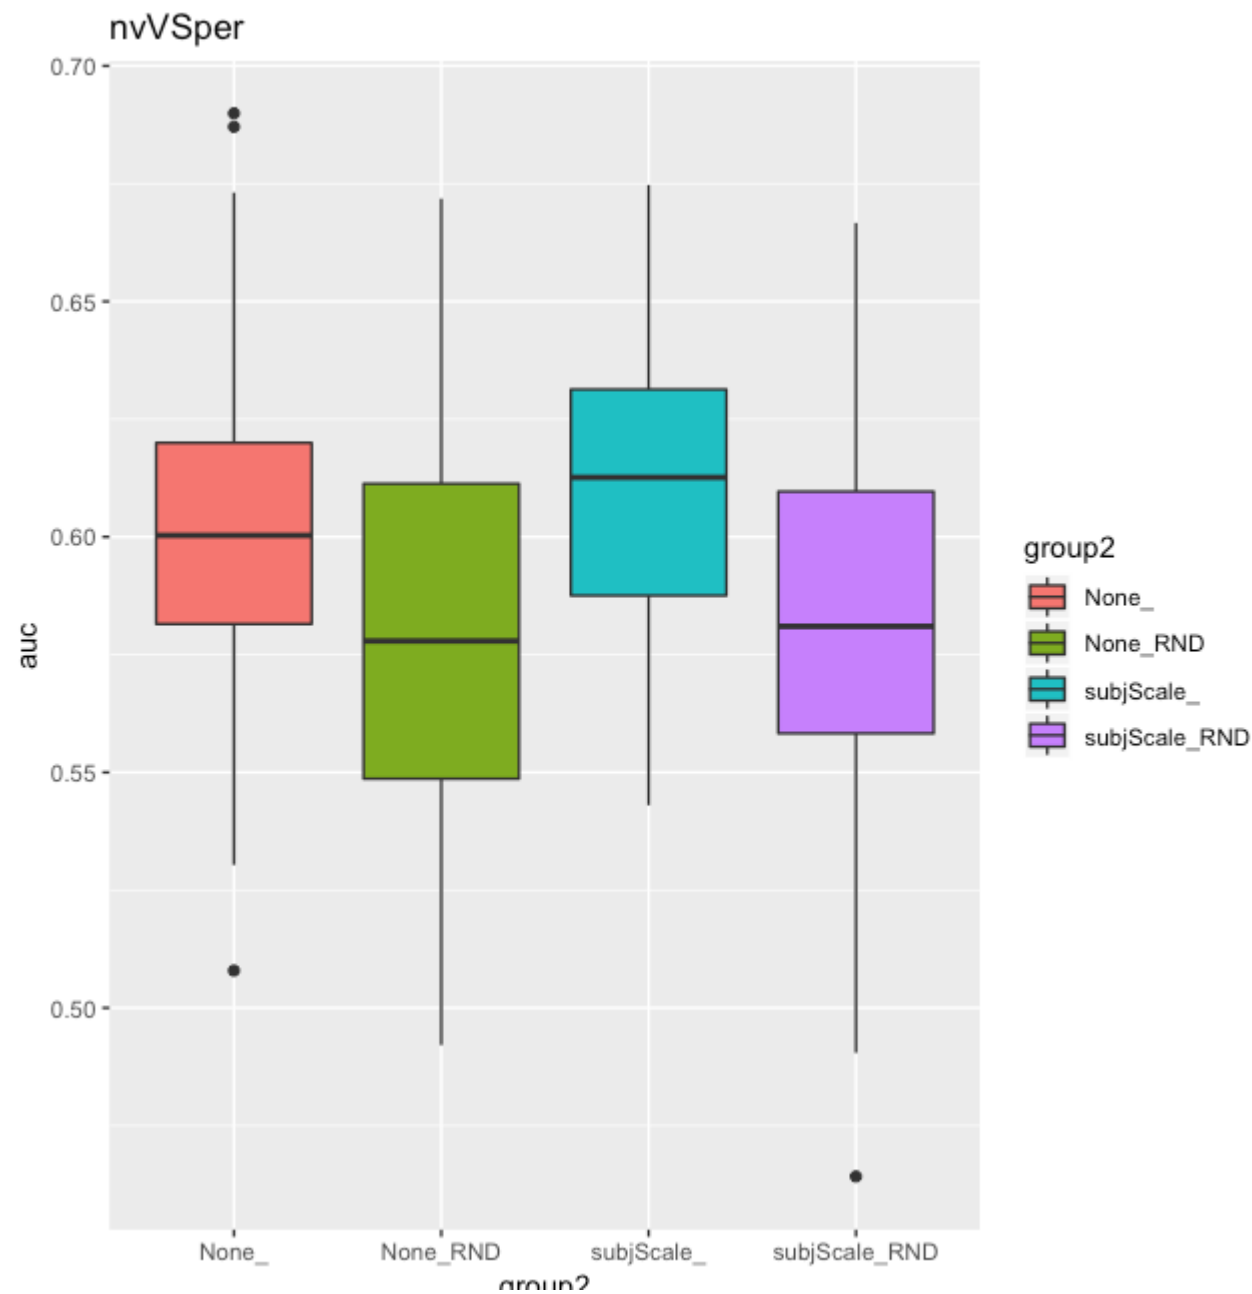 nvVSper
0.70
0.65
0.60
0.55
0.50
auc
None_
None_RND
subjScale_
subjScale_RND
group2
group2
None_
None_RND
subjScale_
subjScale_RND